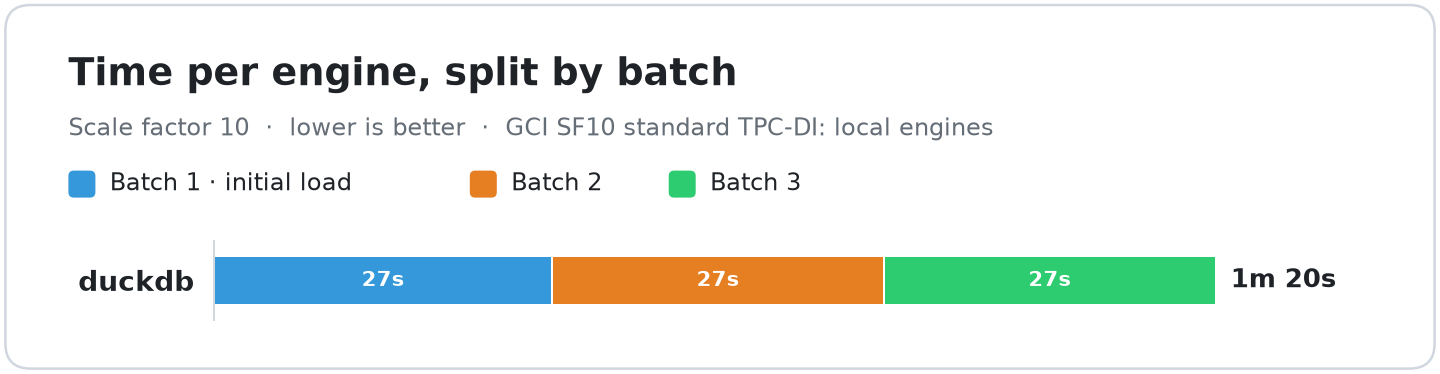 Time per engine, split by batch
Scale factor 10 · lower is better · GCI SF10 standard TPC-DI: local engines
Batch 1 · initial load Batch 2 Batch 3
duckdb 27s 27s 27s 1m 20s